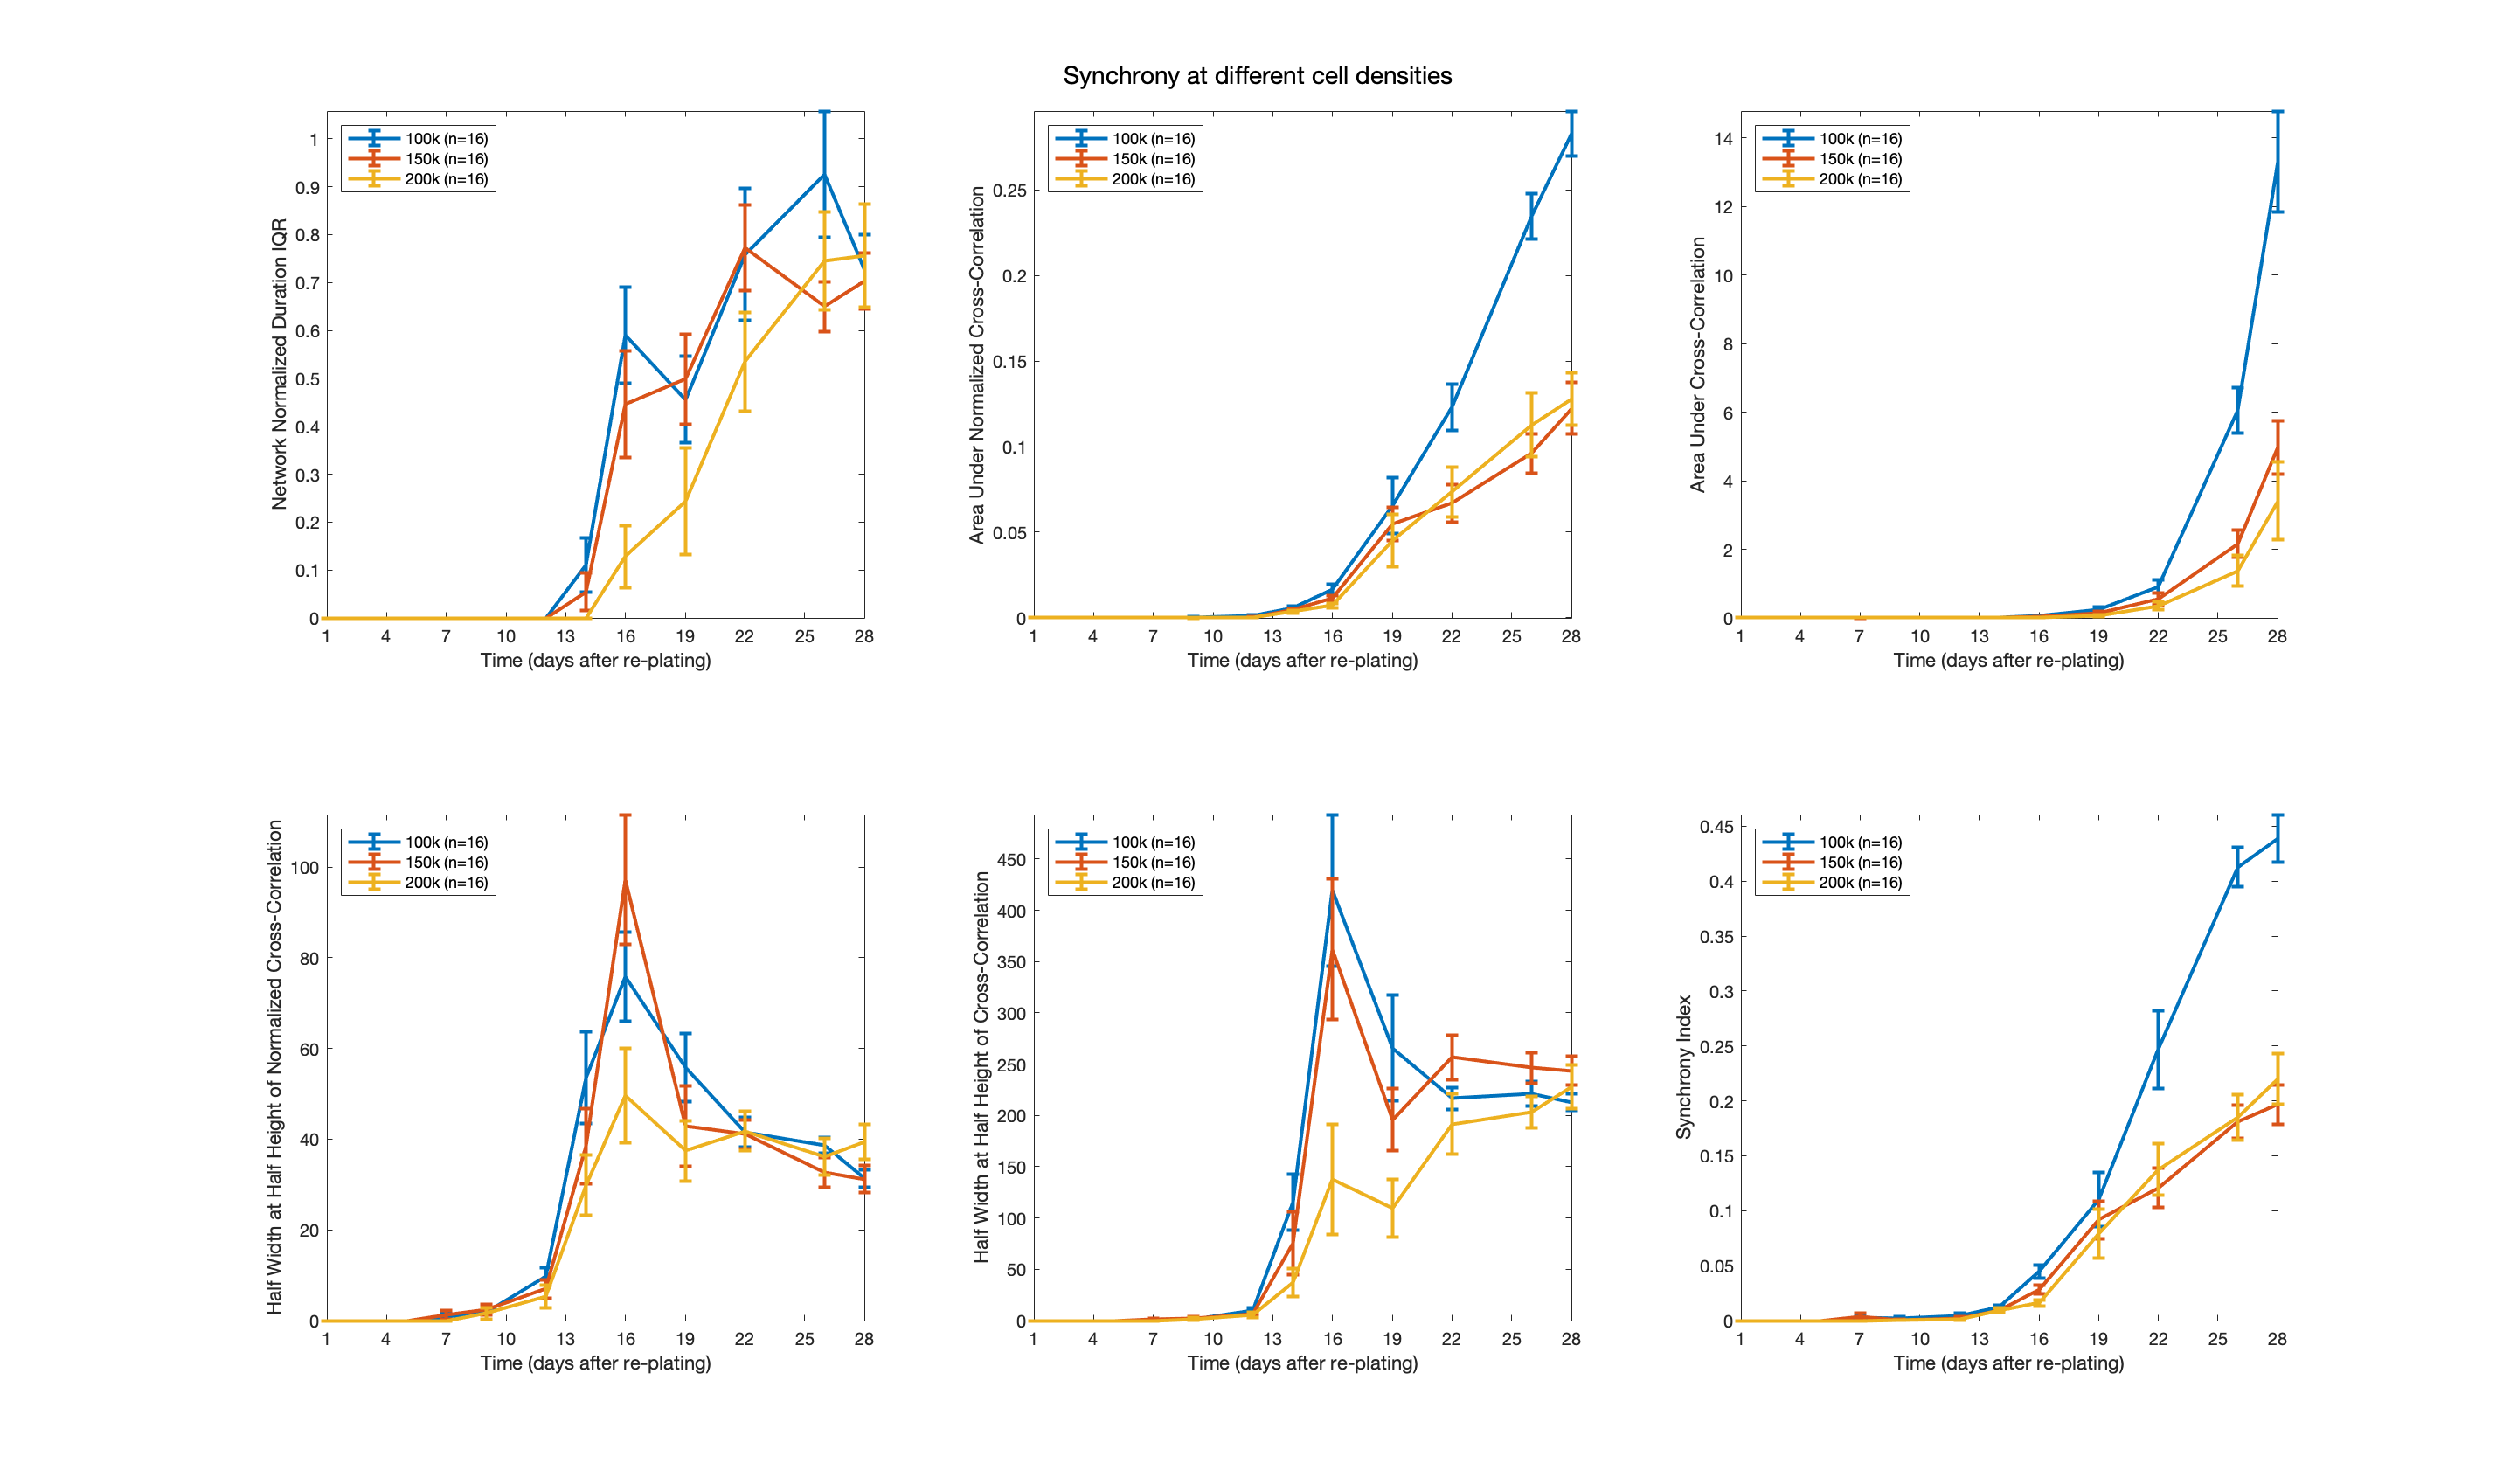 Synchrony at different cell densities
Network Normalized Duration IQR
1
0.9
0.8
0.7
0.6
0.5
0.4
0.3
0.2
0.1
0
100k (n=16)
150k (n=16)
200k (n=16)
1 4 7 10 13 16 19 22 25 28
Time (days after re-plating)
Area Under Normalized Cross-Correlation
0.25
0.2
0.15
0.1
0.05
0
100k (n=16)
150k (n=16)
200k (n=16)
1 4 7 10 13 16 19 22 25 28
Time (days after re-plating)
Area Under Cross-Correlation
14
12
10
8
6
4
2
0
100k (n=16)
150k (n=16)
200k (n=16)
1 4 7 10 13 16 19 22 25 28
Time (days after re-plating)
Half Width at Half Height of Normalized Cross-Correlation
100
80
60
40
20
0
100k (n=16)
150k (n=16)
200k (n=16)
1 4 7 10 13 16 19 22 25 28
Time (days after re-plating)
Half Width at Half Height of Cross-Correlation
450
400
350
300
250
200
150
100
50
0
100k (n=16)
150k (n=16)
200k (n=16)
1 4 7 10 13 16 19 22 25 28
Time (days after re-plating)
Synchrony Index
0.45
0.4
0.35
0.3
0.25
0.2
0.15
0.1
0.05
0
100k (n=16)
150k (n=16)
200k (n=16)
1 4 7 10 13 16 19 22 25 28
Time (days after re-plating)